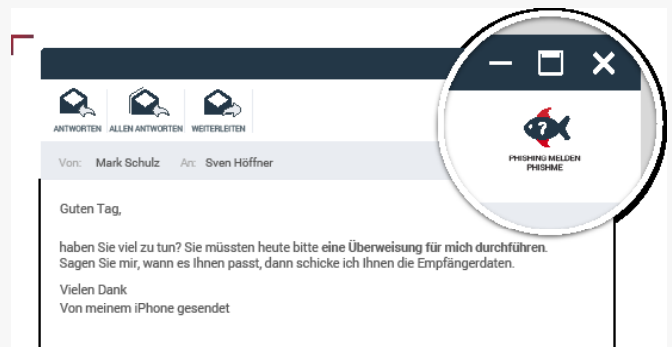 ANTWORTEN ALLEN ANTWORTEN WEITERLEITEN
PHISHING MELDEN
PHISHME
Von: Mark Schulz An: Sven Höffner
Guten Tag,
haben Sie viel zu tun? Sie müssten heute bitte eine Überweisung für mich durchführen.
Sagen Sie mir, wann es Ihnen passt, dann schicke ich Ihnen die Empfängerdaten.
Vielen Dank
Von meinem iPhone gesendet